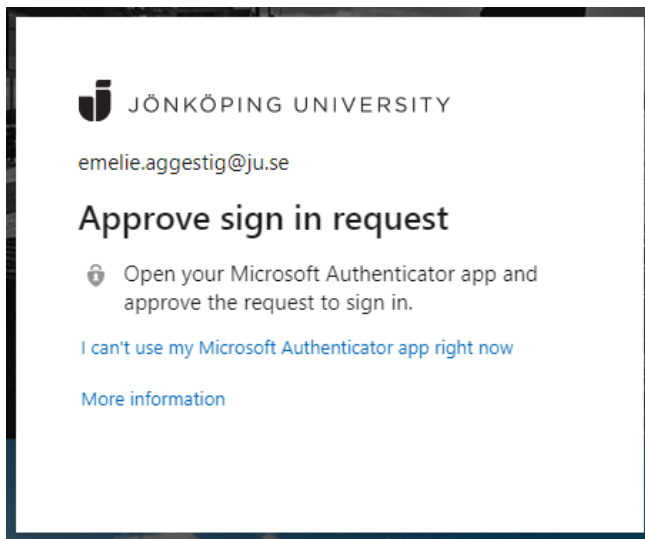 JÖNKÖPING UNIVERSITY
emelie.aggestig@ju.se
Approve sign in request
Open your Microsoft Authenticator app and
approve the request to sign in.
I can't use my Microsoft Authenticator app right now
More information